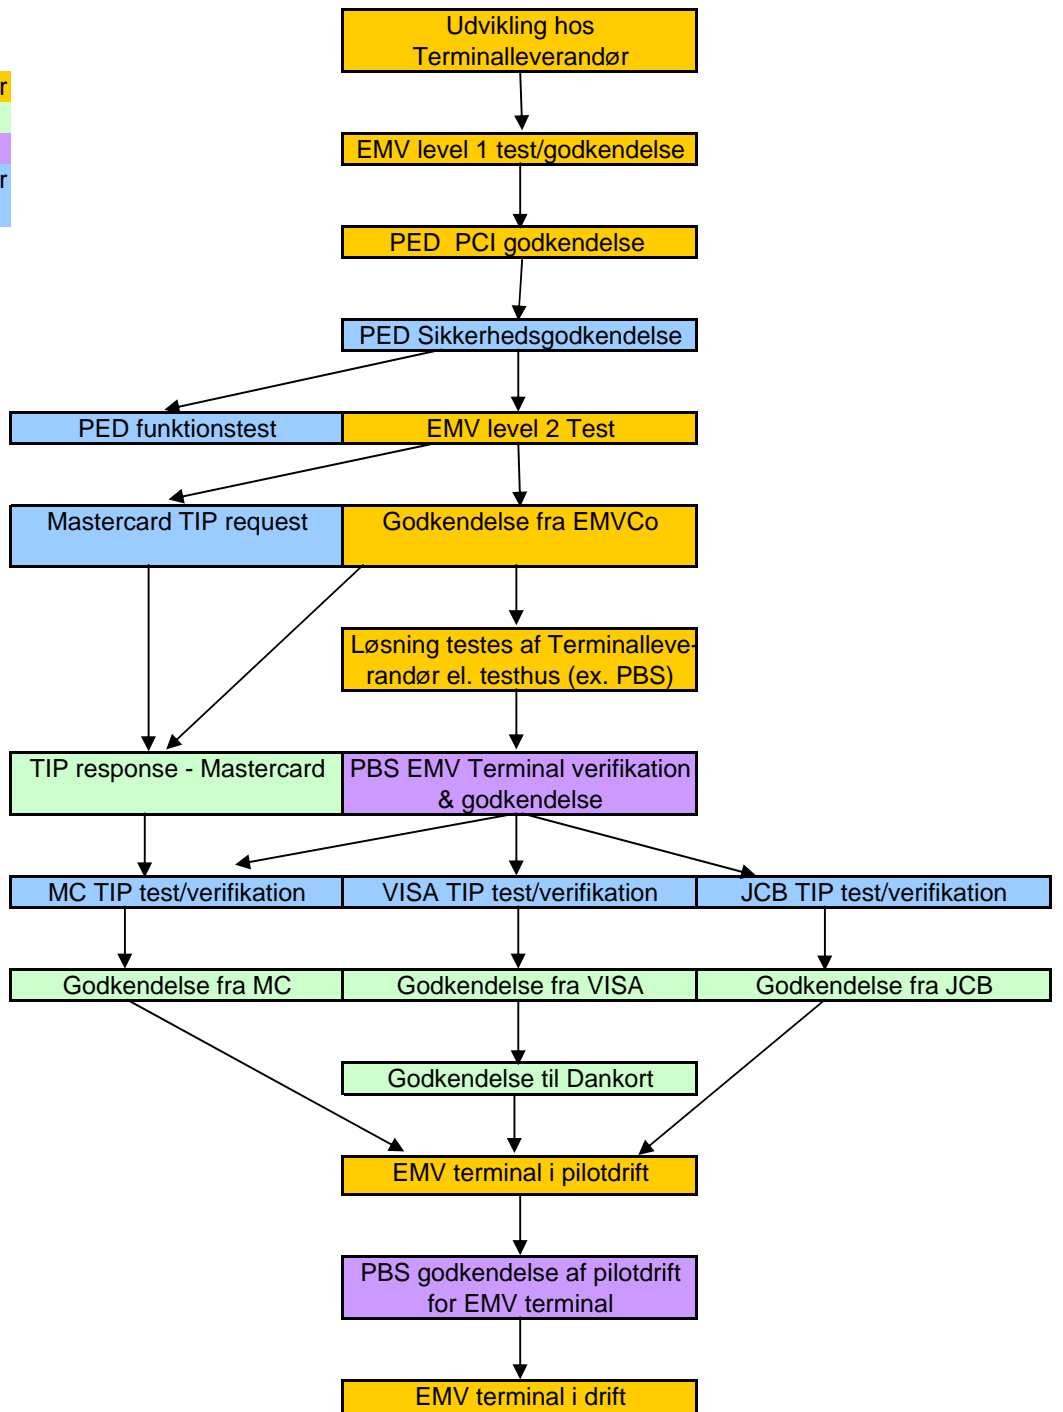 Udvikling hos
Terminalleverandør
r
EMV level 1 test/godkendelse
r
PED  PCI godkendelse
PED Sikkerhedsgodkendelse
PED funktionstest
EMV level 2 Test
Mastercard TIP request
Godkendelse fra EMVCo
Løsning testes af Terminalleve-
randør el. testhus (ex. PBS)
TIP response - Mastercard
PBS EMV Terminal verifikation
& godkendelse
MC TIP test/verifikation
VISA TIP test/verifikation
JCB TIP test/verifikation
Godkendelse fra MC
Godkendelse fra VISA
Godkendelse fra JCB
Godkendelse til Dankort
EMV terminal i pilotdrift
PBS godkendelse af pilotdrift
for EMV terminal
EMV terminal i drift